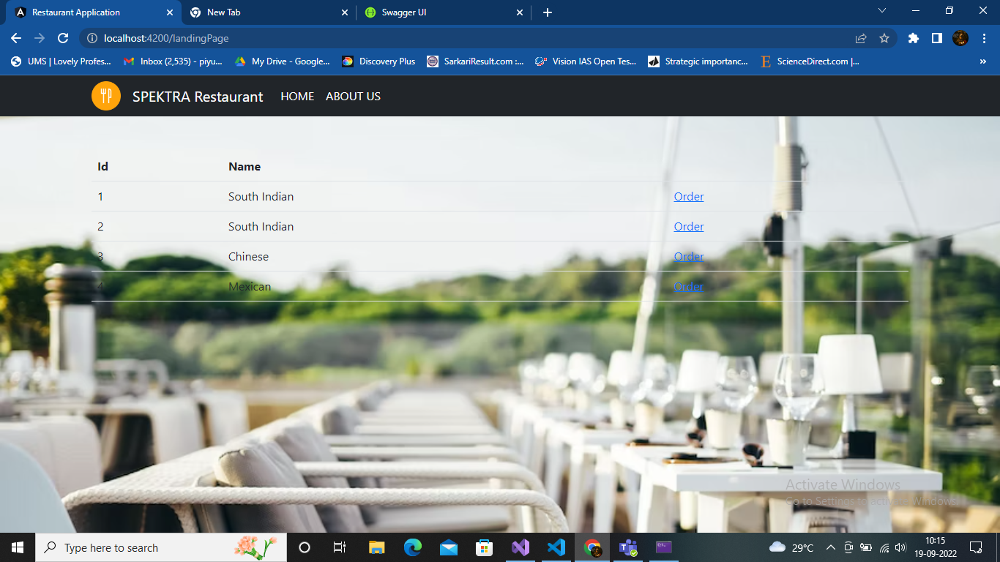 Restaurant Application
New Tab
Swagger UI
localhost:4200/landingPage
UMS | Lovely Profes...
Inbox (2,535) - piyu...
My Drive - Google...
Discovery Plus
SarkariResult.com :...
Vision IAS Open Tes...
Strategic importanc...
ScienceDirect.com |...
»
SPEKTRA Restaurant HOME ABOUT US
Id Name
1 South Indian Order
2 South Indian Order
3 Chinese Order
4 Mexican Order
Activate Windows
Go to Settings to activate Windows.
Type here to search
29°C
10:15
19-09-2022